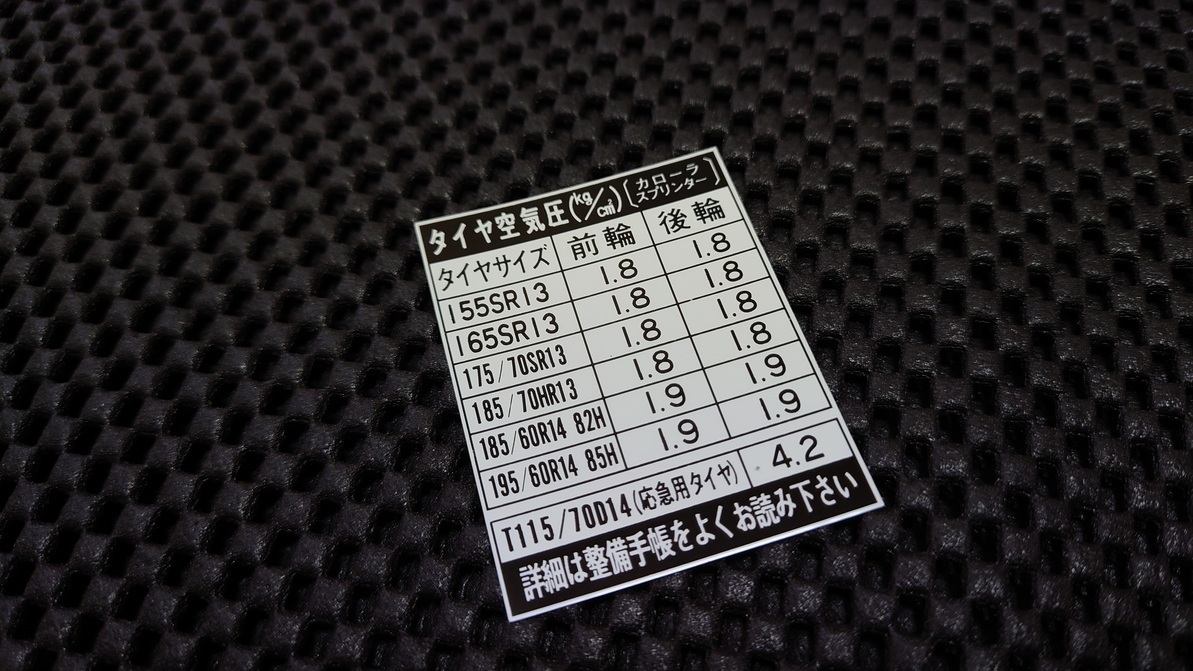 タイヤ空気圧(kg/c㎡)〔カローラ スプリンター〕
タイヤサイズ 前輪 後輪
155SR13 1.8 1.8
165SR13 1.8 1.8
175/70SR13 1.8 1.8
185/70HR13 1.8 1.8
185/60R14 82H 1.9 1.9
195/60R14 85H 1.9 1.9
T115/70D14(応急用タイヤ) 4.2
詳細は整備手帳をよくお読み下さい